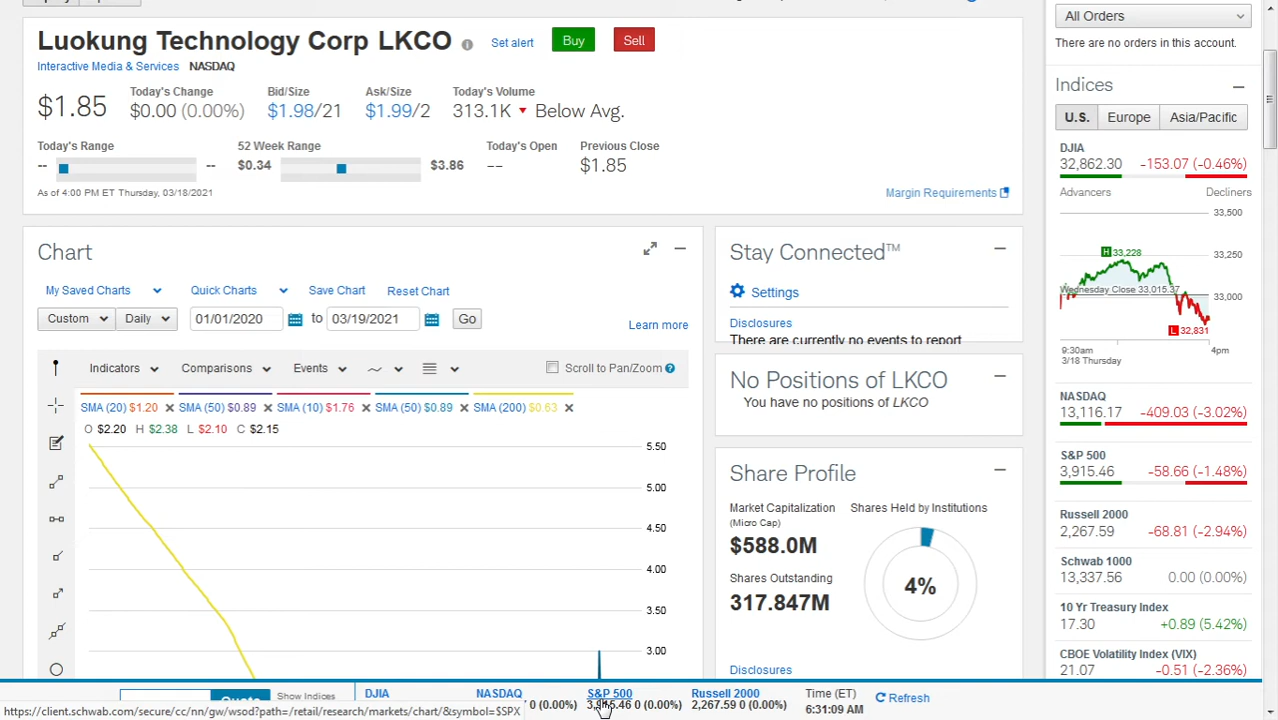 Luokung Technology Corp LKCO Set alert Buy Sell
Interactive Media & Services NASDAQ
Today's Change Bid/Size Ask/Size Today's Volume
$1.85 $0.00 (0.00%) $1.98/21 $1.99/2 313.1K Below Avg.
Today's Range 52 Week Range Today's Open Previous Close
-- -- $0.34 $3.86 -- $1.85
As of 4:00 PM ET Thursday, 03/18/2021
Margin Requirements
Chart
My Saved Charts Quick Charts Save Chart Reset Chart
Custom Daily 01/01/2020 to 03/19/2021 Go
Learn more
Indicators Comparisons Events Scroll to Pan/Zoom
SMA (20) $1.20 SMA (50) $0.89 SMA (10) $1.76 SMA (50) $0.89 SMA (200) $0.63
O $2.20 H $2.38 L $2.10 C $2.15
5.50
5.00
4.50
4.00
3.50
3.00
Stay Connected™
Settings
Disclosures
There are currently no events to report
No Positions of LKCO
You have no positions of LKCO
Share Profile
Market Capitalization Shares Held by Institutions
(Micro Cap)
$588.0M
Shares Outstanding
317.847M
4%
Disclosures
All Orders
There are no orders in this account.
Indices
U.S. Europe Asia/Pacific
DJIA
32,862.30 -153.07 (-0.46%)
Advancers Decliners
33,500
H 33,228
33,250
Wednesday Close 33,015.37
33,000
L 32,831
9:30am 4pm
3/18 Thursday
NASDAQ
13,116.17 -409.03 (-3.02%)
S&P 500
3,915.46 -58.66 (-1.48%)
Russell 2000
2,267.59 -68.81 (-2.94%)
Schwab 1000
13,337.56 0.00 (0.00%)
10 Yr Treasury Index
17.30 +0.89 (5.42%)
CBOE Volatility Index (VIX)
21.07 -0.51 (-2.36%)
Quote Show Indices DJIA NASDAQ S&P 500 Russell 2000 Time (ET) Refresh
0 (0.00%) 0 (0.00%) 2,267.59 0 (0.00%) 6:31:09 AM
https://client.schwab.com/secure/cc/nn/gw/wsod?path=/retail/research/markets/chart/&symbol=$SPX